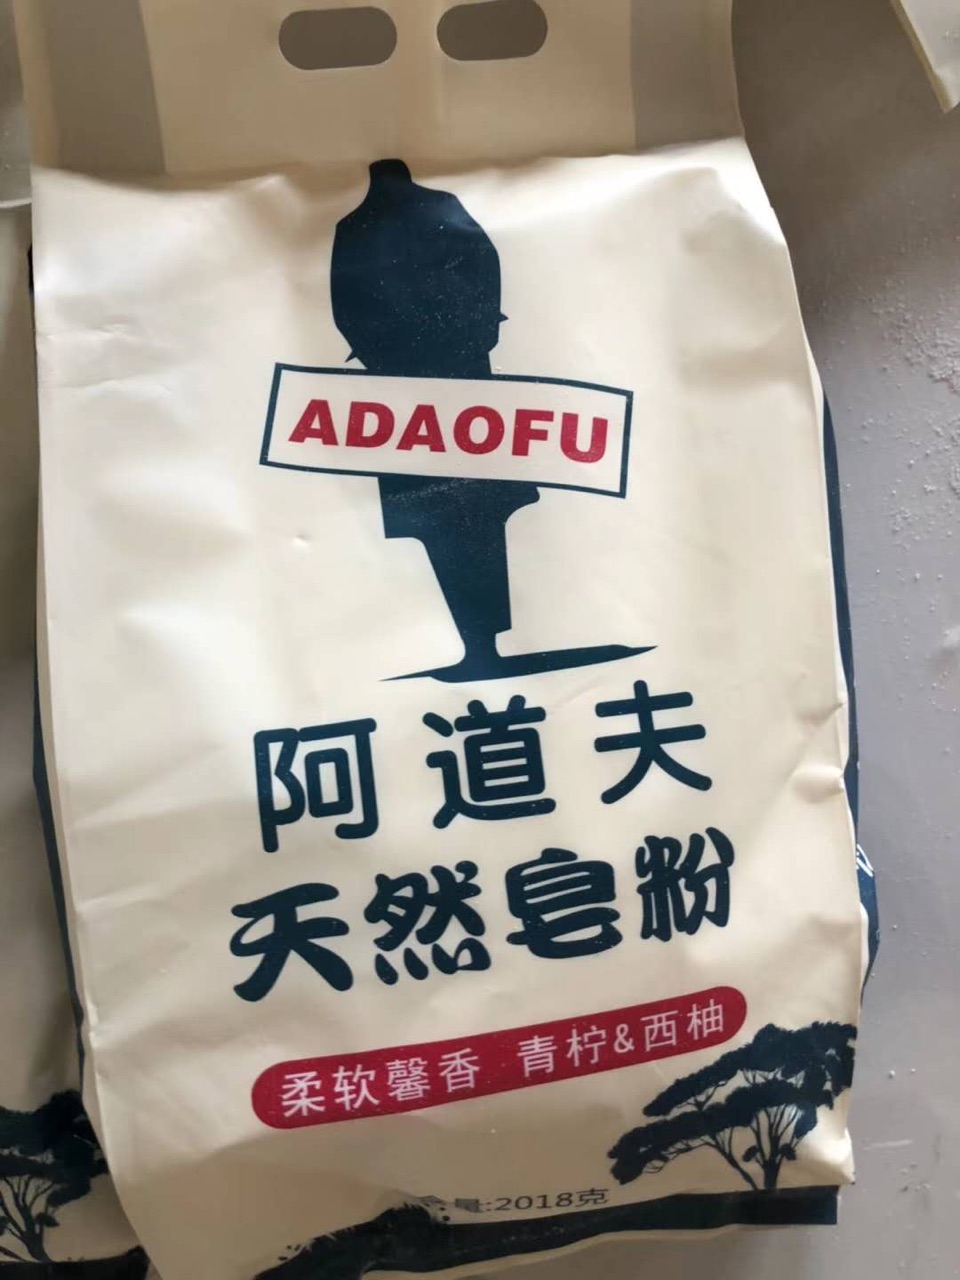 ADAOFU
阿道夫
天然皂粉
柔软馨香 青柠&西柚
量:2018克